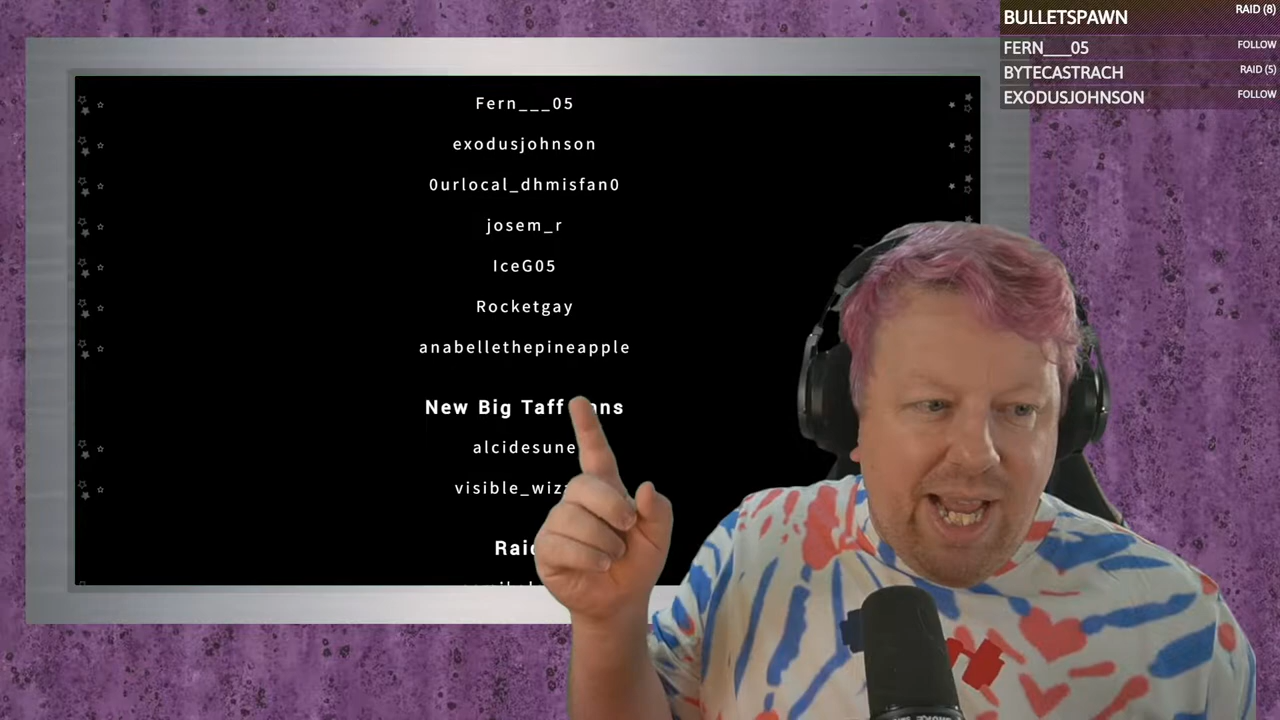 BULLETSPAWN RAID (8)
FERN___05 FOLLOW
BYTECASTRACH RAID (5)
EXODUSJOHNSON FOLLOW
Fern___05
exodusjohnson
0urlocal_dhmisfan0
josem_r
IceG05
Rocketgay
anabellethepineapple
New Big Taff
alcidesune